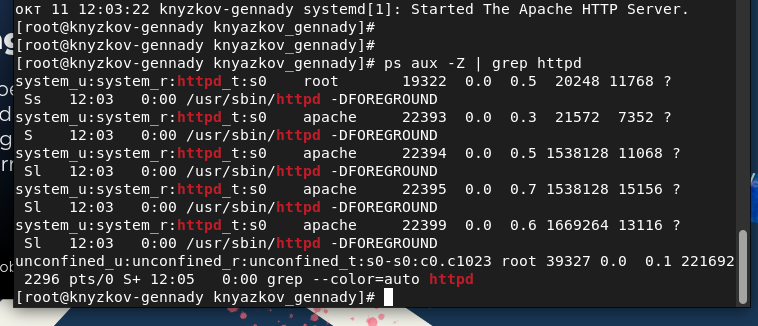 окт 11 12:03:22 knyzkov-gennady systemd[1]: Started The Apache HTTP Server.
[root@knyzkov-gennady knyazkov_gennady]#
[root@knyzkov-gennady knyazkov_gennady]#
[root@knyzkov-gennady knyazkov_gennady]# ps aux -Z | grep httpd
system_u:system_r:httpd_t:s0    root       19322  0.0  0.5  20248 11768 ?
 Ss   12:03   0:00 /usr/sbin/httpd -DFOREGROUND
system_u:system_r:httpd_t:s0    apache     22393  0.0  0.3  21572  7352 ?
 S    12:03   0:00 /usr/sbin/httpd -DFOREGROUND
system_u:system_r:httpd_t:s0    apache     22394  0.0  0.5 1538128 11068 ?
 Sl   12:03   0:00 /usr/sbin/httpd -DFOREGROUND
system_u:system_r:httpd_t:s0    apache     22395  0.0  0.7 1538128 15156 ?
 Sl   12:03   0:00 /usr/sbin/httpd -DFOREGROUND
system_u:system_r:httpd_t:s0    apache     22399  0.0  0.6 1669264 13116 ?
 Sl   12:03   0:00 /usr/sbin/httpd -DFOREGROUND
unconfined_u:unconfined_r:unconfined_t:s0-s0:c0.c1023 root 39327 0.0  0.1 221692
 2296 pts/0 S+ 12:05   0:00 grep --color=auto httpd
[root@knyzkov-gennady knyazkov_gennady]#